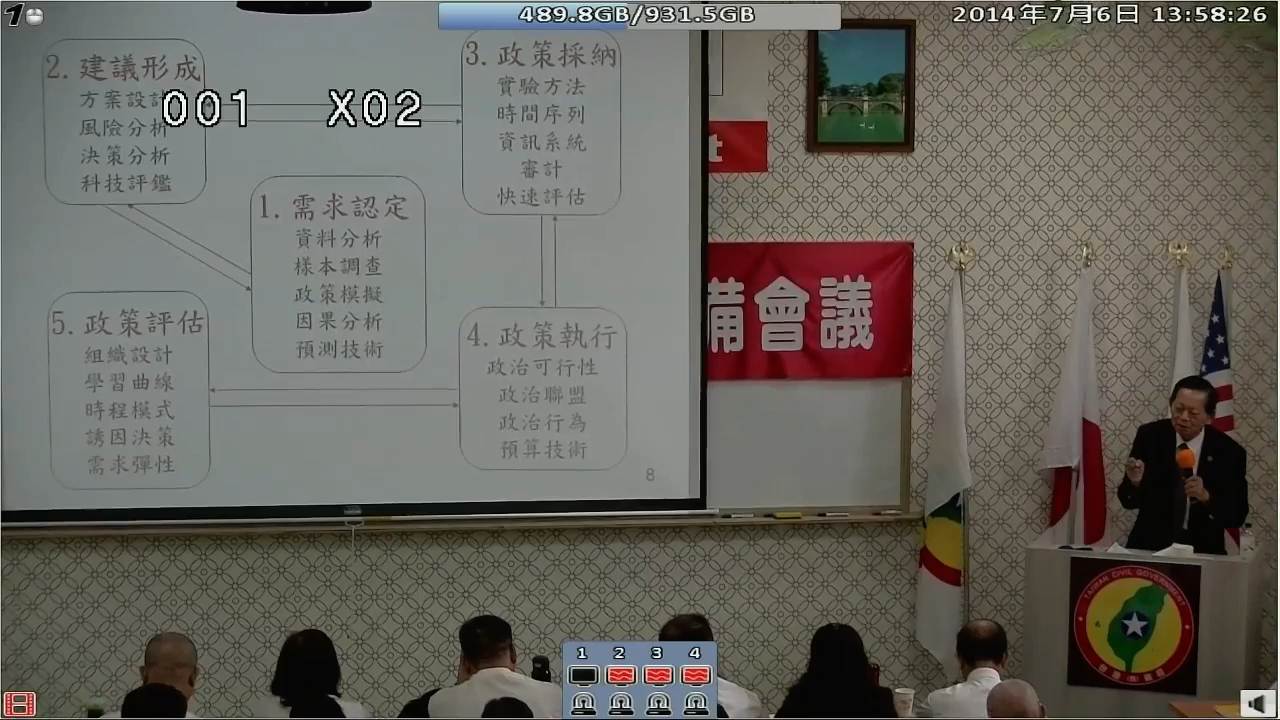 1
489.8GB/931.5GB
2014年7月6日 13:58:26
001 X02
2. 建議形成
方案設計
風險分析
決策分析
科技評鑑
3. 政策採納
實驗方法
時間序列
資訊系統
審計
快速評估
1. 需求認定
資料分析
樣本調查
政策模擬
因果分析
預測技術
5. 政策評估
組織設計
學習曲線
時程模式
誘因決策
需求彈性
4. 政策執行
政治可行性
政治聯盟
政治行為
預算技術
8
t
備會議
TAIWAN CIVIL GOVERNMENT
1 2 3 4